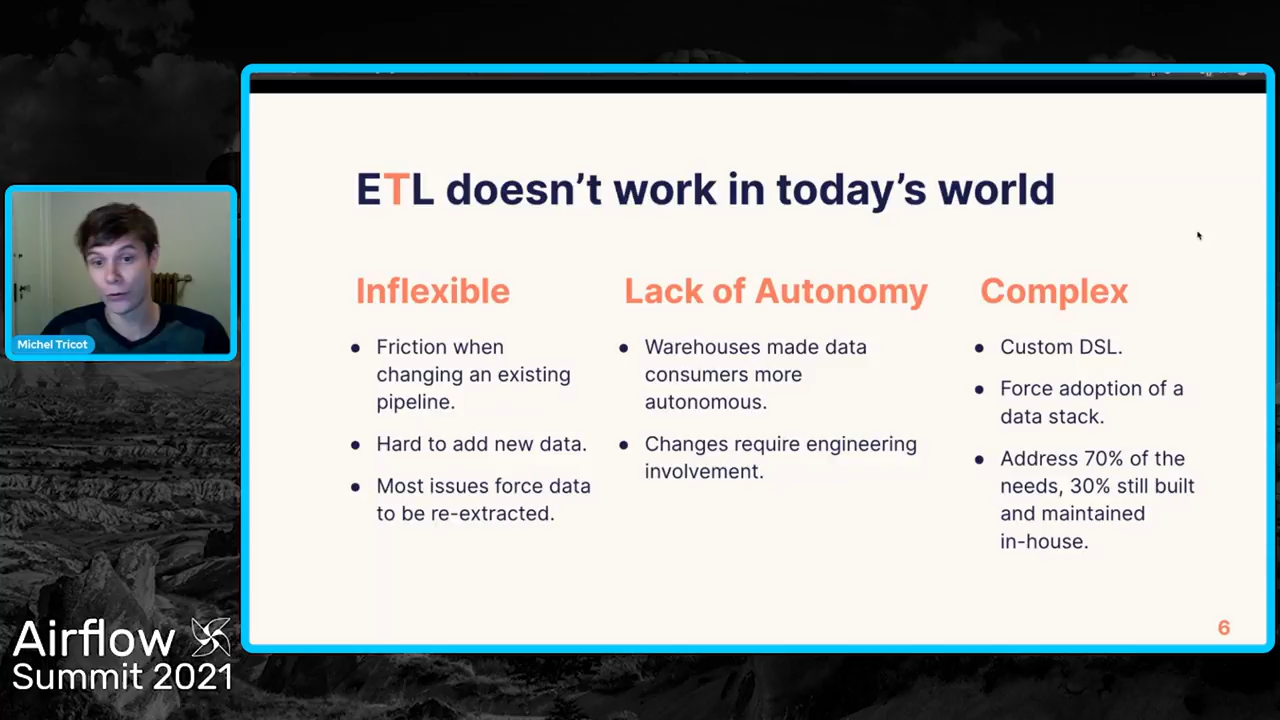 ETL doesn't work in today's world
Inflexible
Friction when
changing an existing
pipeline.
Hard to add new data.
Most issues force data
to be re-extracted.
Lack of Autonomy
Warehouses made data
consumers more
autonomous.
Changes require engineering
involvement.
Complex
Custom DSL.
Force adoption of a
data stack.
Address 70% of the
needs, 30% still built
and maintained
in-house.
6
Michel Tricot
Airflow
Summit 2021